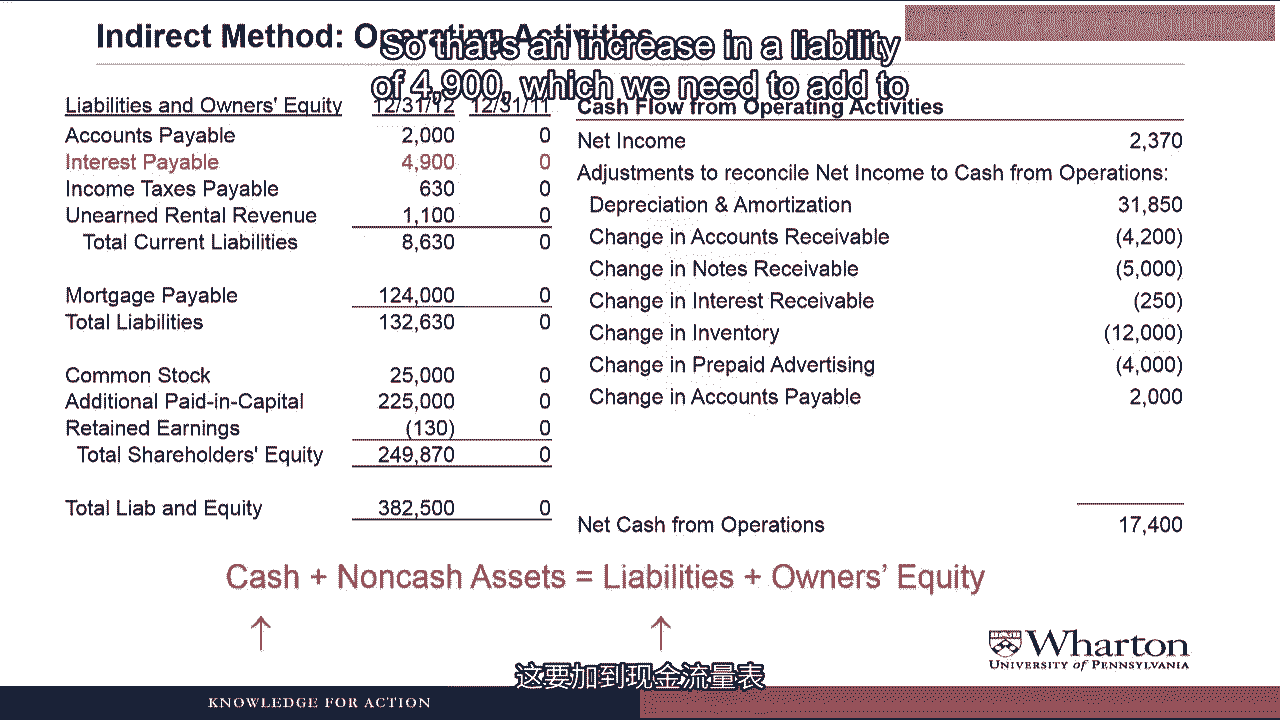 Indirect Method: Operating Activities
So that's an increase in a liability
of 4,900, which we need to add to
Liabilities and Owners' Equity 12/31/12 12/31/11
Accounts Payable 2,000 0
Interest Payable 4,900 0
Income Taxes Payable 630 0
Unearned Rental Revenue 1,100 0
Total Current Liabilities 8,630 0
Mortgage Payable 124,000 0
Total Liabilities 132,630 0
Common Stock 25,000 0
Additional Paid-in-Capital 225,000 0
Retained Earnings (130) 0
Total Shareholders' Equity 249,870 0
Total Liab and Equity 382,500 0
Cash Flow from Operating Activities
Net Income 2,370
Adjustments to reconcile Net Income to Cash from Operations:
Depreciation & Amortization 31,850
Change in Accounts Receivable (4,200)
Change in Notes Receivable (5,000)
Change in Interest Receivable (250)
Change in Inventory (12,000)
Change in Prepaid Advertising (4,000)
Change in Accounts Payable 2,000
Net Cash from Operations 17,400
Cash + Noncash Assets = Liabilities + Owners' Equity
↑ ↑
Wharton
UNIVERSITY of PENNSYLVANIA
这要加到现金流量表
KNOWLEDGE FOR ACTION